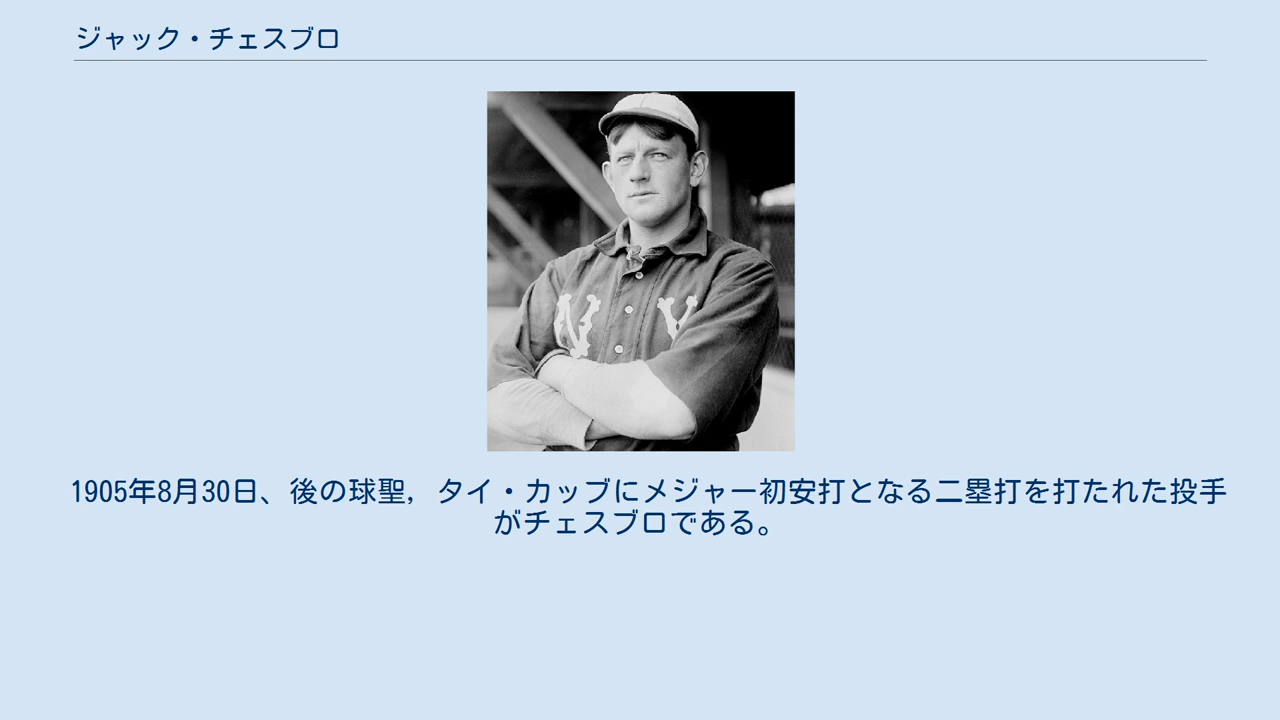 ジャック・チェスブロ
NY
1905年8月30日、後の球聖，タイ・カッブにメジャー初安打となる二塁打を打たれた投手
がチェスブロである。